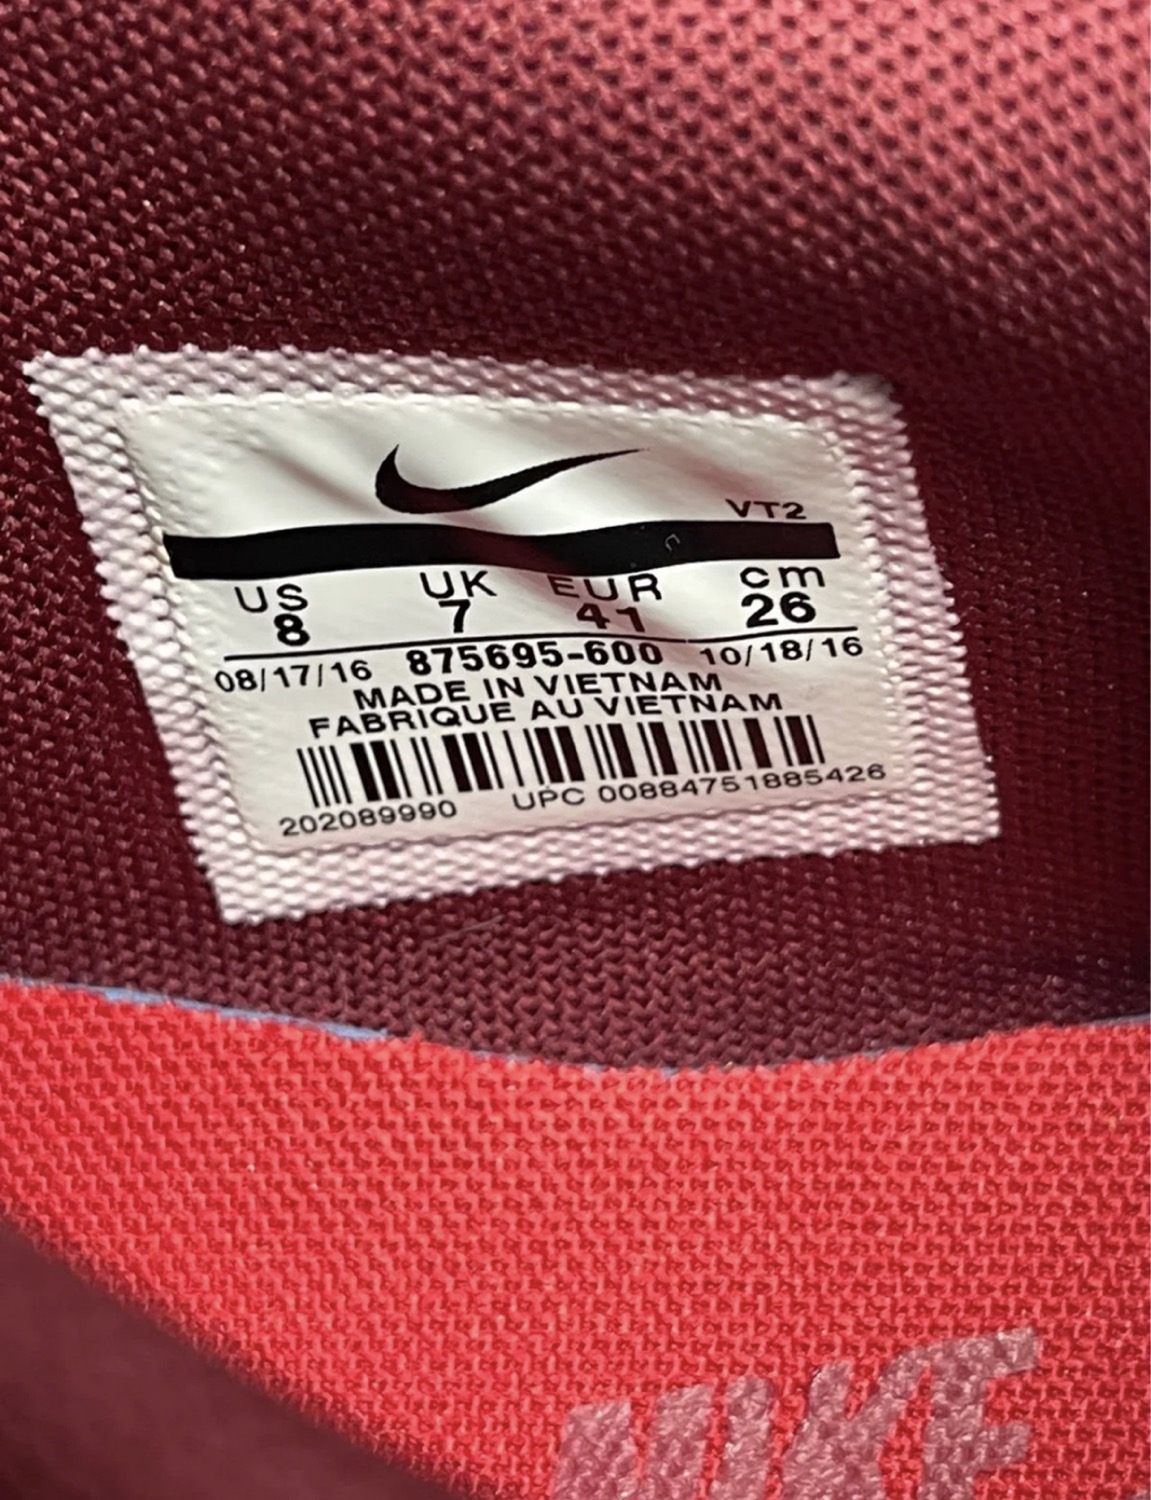 VT2
US UK EUR cm
8 7 41 26
08/17/16 875695-600 10/18/16
MADE IN VIETNAM
FABRIQUE AU VIETNAM
202089990 UPC 00884751885426
NIKE